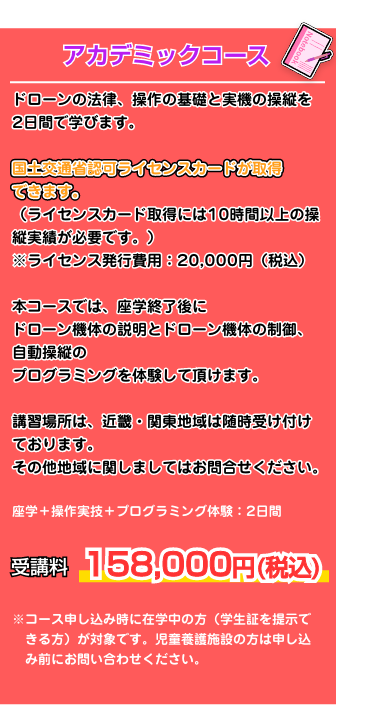 アカデミックコース
Notebook
ドローンの法律、操作の基礎と実機の操縦を
2日間で学びます。
国土交通省認可ライセンスカードが取得
できます。
（ライセンスカード取得には10時間以上の操
縦実績が必要です。）
※ライセンス発行費用：20,000円（税込）
本コースでは、座学終了後に
ドローン機体の説明とドローン機体の制御、
自動操縦の
プログラミングを体験して頂けます。
講習場所は、近畿・関東地域は随時受け付け
ております。
その他地域に関しましてはお問合せください。
座学＋操作実技＋プログラミング体験：2日間
受講料 158,000円(税込)
※コース申し込み時に在学中の方（学生証を提示で
きる方）が対象です。児童養護施設の方は申し込
み前にお問い合わせください。